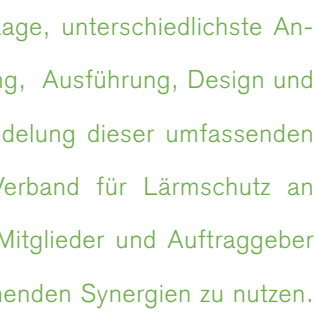 age, unterschiedlichste An-
ng, Ausführung, Design und
delung dieser umfassenden
Verband für Lärmschutz an
Mitglieder und Auftraggeber
enden Synergien zu nutzen.